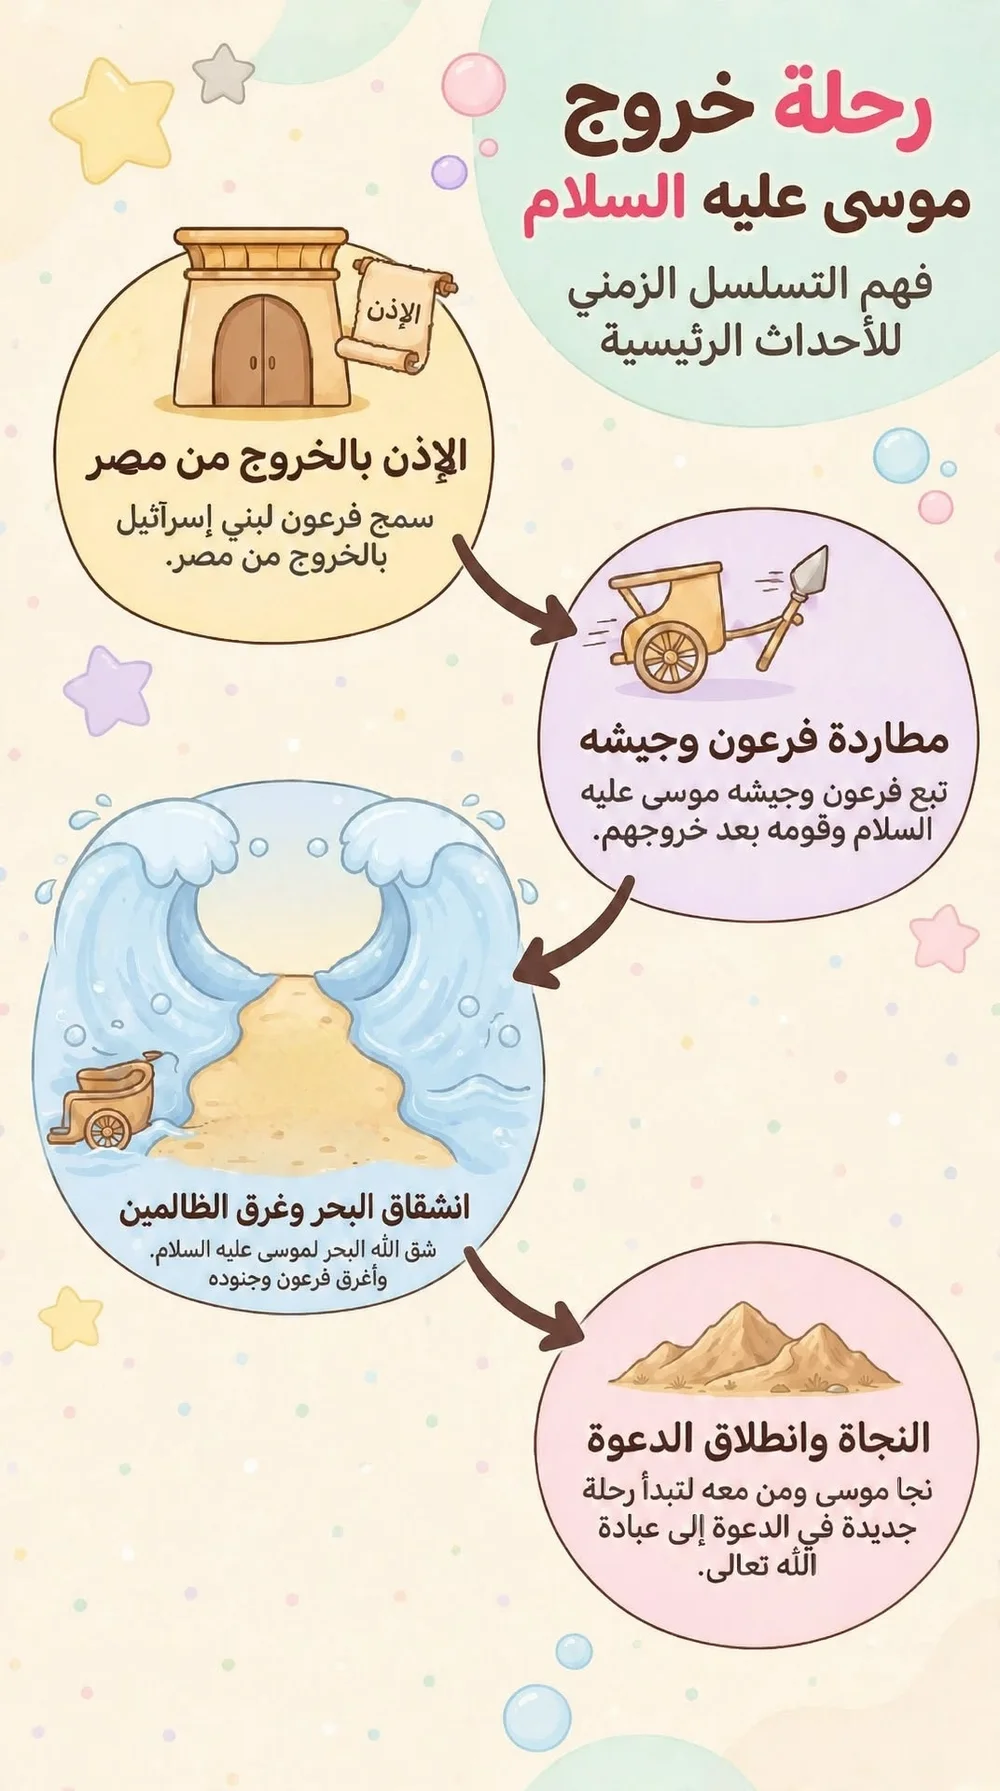 رحلة خروج
موسى عليه السلام
فهم التسلسل الزمني
للأحداث الرئيسية
الإذن
الإذن بالخروج من مصر
سمج فرعون لبني إسرآئيل
بالخروج من مصر.
مطاردة فرعون وجيشه
تبع فرعون وجيشه موسى عليه
السلام وقومه بعد خروجهم.
انشقاق البحر وغرق الظالمين
شق الله البحر لموسى عليه السلام.
وأغرق فرعون وجنوده
النجاة وانطلاق الدعوة
نجا موسى ومن معه لتبدأ رحلة
جديدة في الدعوة إلى عبادة
الله تعالى.